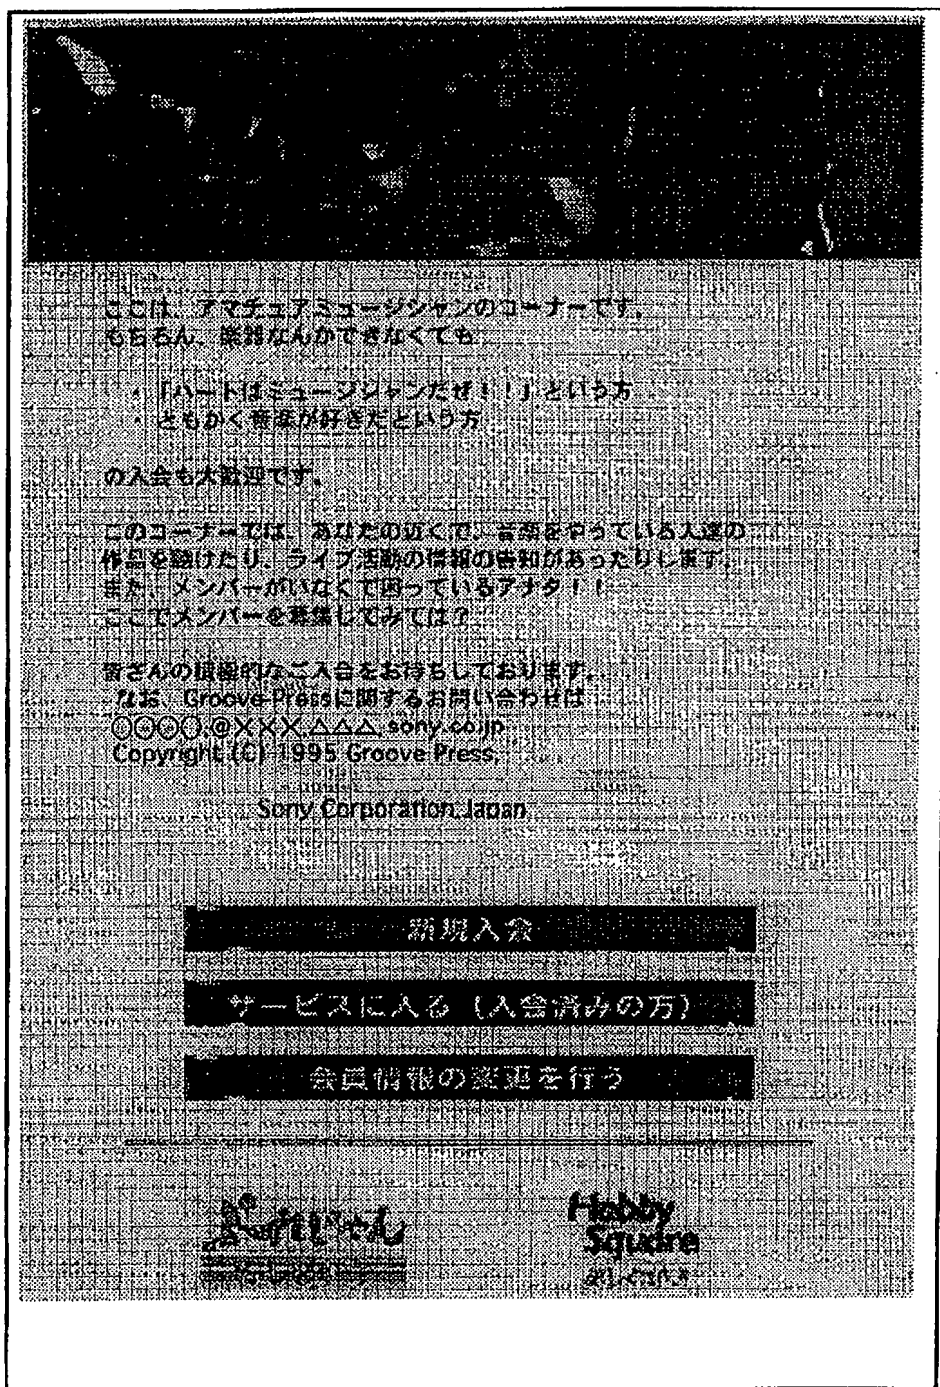 ここは、アマチュアミュージシャンのコーナーです。
もちろん、楽器なんかできなくても
・「ハートはミュージシャンだぜ！！」という方
・ともかく音楽が好きだという方
の入会も大歓迎です。
このコーナーでは、あなたの近くで、音楽をやっている人達の
作品を聴けたり、ライブ活動の情報の告知があったりします。
また、メンバーがいなくて困っているアナタ！！
ここでメンバーを募集してみては？
皆さんの積極的なご入会をお待ちしております。
なお、Groove Pressに関するお問い合わせは
○○○○.@XXX.△△△.sony.co.jp
Copyright (C) 1995 Groove Press,
Sony Corporation, Japan
新規入会
サービスに入る (入会済みの方)
会員情報の変更を行う
Hobby
Square